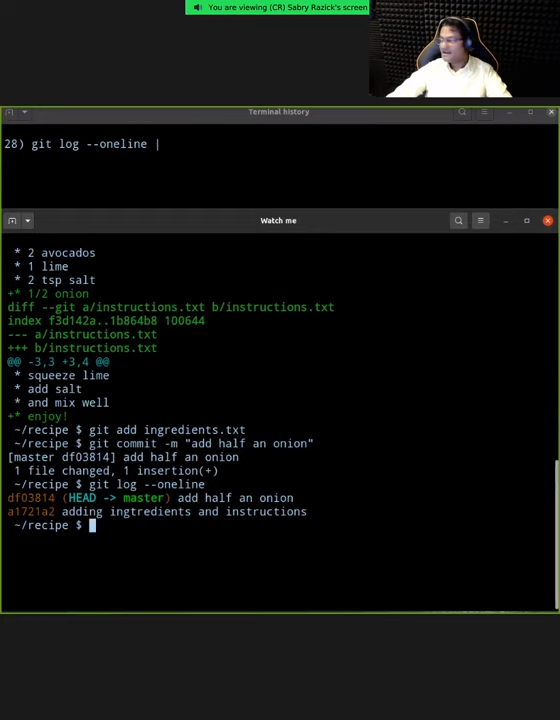 You are viewing (CR) Sabry Razick's screen
Terminal history
28) git log --oneline |
Watch me
* 2 avocados
* 1 lime
* 2 tsp salt
+* 1/2 onion
diff --git a/instructions.txt b/instructions.txt
index f3d142a..1b864b8 100644
--- a/instructions.txt
+++ b/instructions.txt
@@ -3,3 +3,4 @@
* squeeze lime
* add salt
* and mix well
+* enjoy!
~/recipe $ git add ingredients.txt
~/recipe $ git commit -m "add half an onion"
[master df03814] add half an onion
1 file changed, 1 insertion(+)
~/recipe $ git log --oneline
df03814 (HEAD -> master) add half an onion
a1721a2 adding ingtredients and instructions
~/recipe $